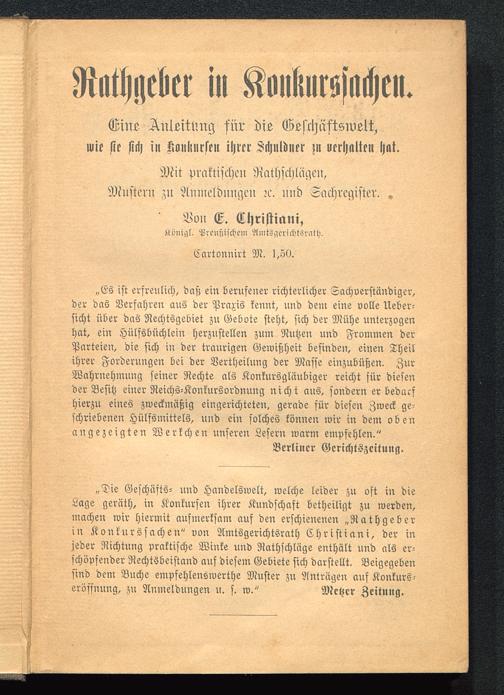 Rathgeber in Konkurssachen.
Eine Anleitung für die Geschäftswelt,
wie sie sich in Konkursen ihrer Schuldner zu verhalten hat.
Mit praktischen Rathschlägen,
Mustern zu Anmeldungen ꝛc. und Sachregister.
Von E. Christiani,
Königl. Preußischem Amtsgerichtsrath.
Cartonnirt M. 1,50.
„Es ist erfreulich, daß ein berufener richterlicher Sachverständiger,
der das Verfahren aus der Praxis kennt, und dem eine volle Ueber-
sicht über das Rechtsgebiet zu Gebote steht, sich der Mühe unterzogen
hat, ein Hülfsbüchlein herzustellen zum Nutzen und Frommen der
Parteien, die sich in der traurigen Gewißheit befinden, einen Theil
ihrer Forderungen bei der Vertheilung der Masse einzubüßen. Zur
Wahrnehmung seiner Rechte als Konkursgläubiger reicht für diesen
der Besitz einer Reichs-Konkursordnung nicht aus, sondern er bedarf
hierzu eines zweckmäßig eingerichteten, gerade für diesen Zweck ge-
schriebenen Hülfsmittels, und ein solches können wir in dem oben
angezeigten Werkchen unseren Lesern warm empfehlen.“
Berliner Gerichtszeitung.
„Die Geschäfts- und Handelswelt, welche leider zu oft in die
Lage geräth, in Konkursen ihrer Kundschaft betheiligt zu werden,
machen wir hiermit aufmerksam auf den erschienenen „Rathgeber
in Konkurssachen“ von Amtsgerichtsrath Christiani, der in
jeder Richtung praktische Winke und Rathschläge enthält und als er-
schöpfender Rechtsbeistand auf diesem Gebiete sich darstellt. Beigegeben
sind dem Buche empfehlenswerthe Muster zu Anträgen auf Konkurs-
eröffnung, zu Anmeldungen u. s. w.“ Metzer Zeitung.